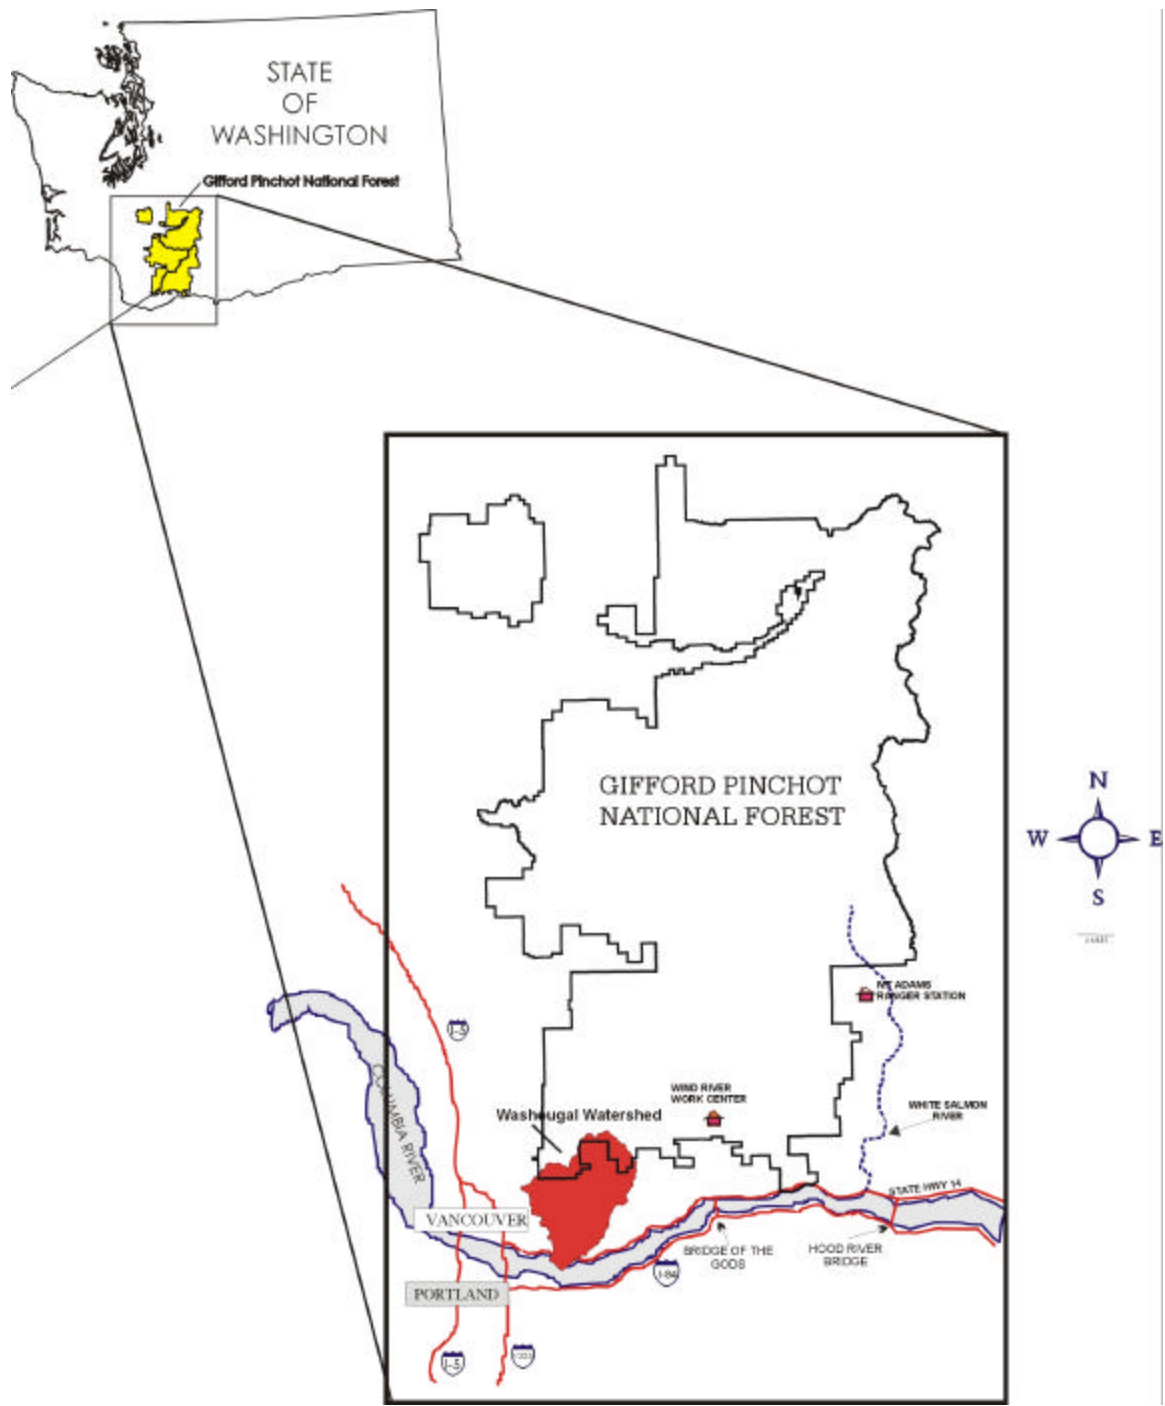 STATE
OF
WASHINGTON
Gifford Pinchot National Forest
GIFFORD PINCHOT
NATIONAL FOREST
N
W
E
S
MT ADAMS
RANGER STATION
I-5
COLUMBIA RIVER
WIND RIVER
WORK CENTER
Washougal Watershed
WHITE SALMON
RIVER
STATE HWY 14
VANCOUVER
BRIDGE OF THE
GODS
HOOD RIVER
BRIDGE
I-84
PORTLAND
I-5